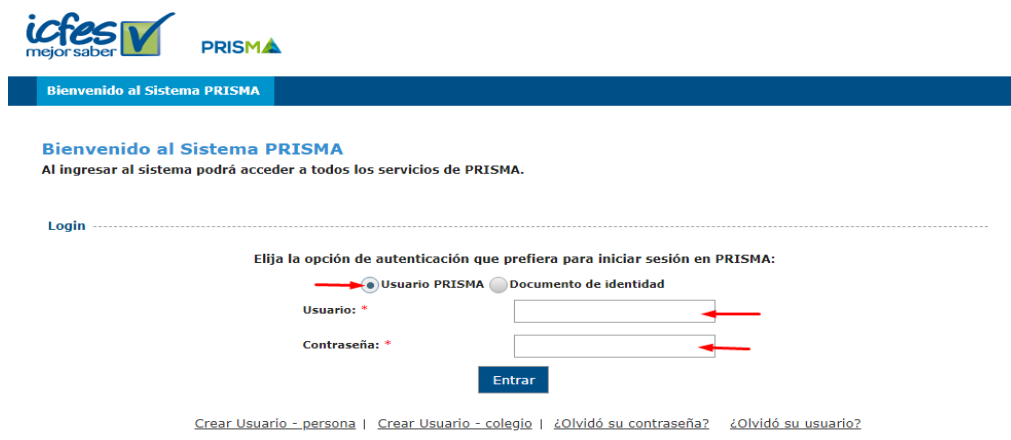 icfes
mejor saber
PRISMA
Bienvenido al Sistema PRISMA
Bienvenido al Sistema PRISMA
Al ingresar al sistema podrá acceder a todos los servicios de PRISMA.
Login
Elija la opción de autenticación que prefiera para iniciar sesión en PRISMA:
Usuario PRISMA Documento de identidad
Usuario: *
Contraseña: *
Entrar
Crear Usuario - persona | Crear Usuario - colegio | ¿Olvidó su contraseña? ¿Olvidó su usuario?